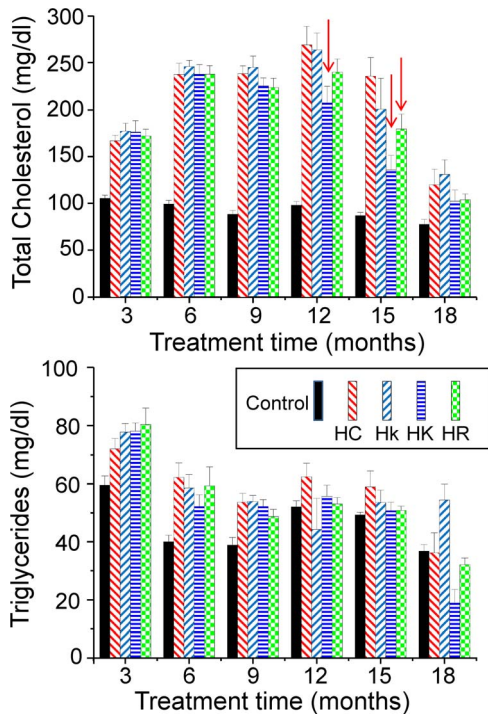 Total Cholesterol (mg/dl)
300
250
200
150
100
50
0
3 6 9 12 15 18
Treatment time (months)
Triglycerides (mg/dl)
100
80
60
40
20
0
Control
HC Hk HK HR
3 6 9 12 15 18
Treatment time (months)